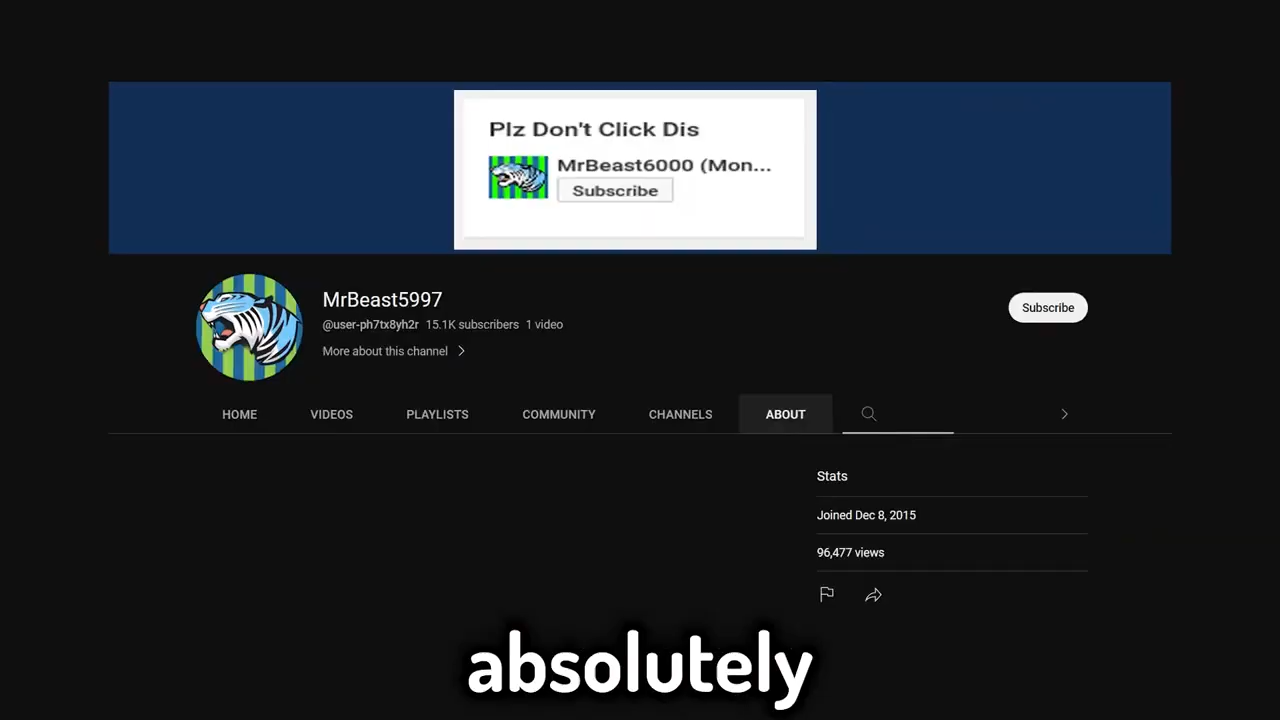 Plz Don't Click Dis
MrBeast6000 (Mon...
Subscribe
MrBeast5997
@user-ph7tx8yh2r 15.1K subscribers 1 video
More about this channel
Subscribe
HOME VIDEOS PLAYLISTS COMMUNITY CHANNELS ABOUT
Stats
Joined Dec 8, 2015
96,477 views
absolutely